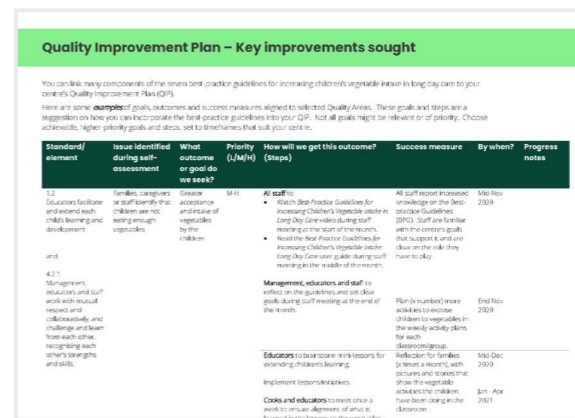 Quality Improvement Plan – Key improvements sought
You can link many components of the seven best-practice guidelines for increasing children's vegetable intake in long day care to your
centre's Quality Improvement Plan (QIP).
Here are some examples of goals, outcomes and success measures aligned to selected Quality Areas. These goals and steps are a
suggestion on how you can incorporate the best-practice guidelines into your QIP. Not all goals might be relevant or of priority. Choose
achievable, higher-priority goals and steps, set to timeframes that suit your centre.
Standard/
element
Issue identified
during self-
assessment
What
outcome
or goal do
we seek?
Priority
(L/M/H)
How will we get this outcome?
(Steps)
Success measure
By when?
Progress
notes
1.2
Educators facilitate
and extend each
child's learning and
development
and
4.2.1
Management,
educators and staff
work with mutual
respect and
collaboratively, and
challenge and learn
from each other,
recognising each
other's strengths
and skills.
Families, caregivers
or staff identify that
children are not
eating enough
vegetables
Greater
acceptance
and intake of
vegetables
by the
children
M-H
All staff to:
• Watch Best-Practice Guidelines for
Increasing Children's Vegetable Intake in
Long Day Care video during staff
meeting at the start of the month.
• Read the Best-Practice Guidelines for
Increasing Children's Vegetable Intake
Long Day Care user guide during staff
meeting in the middle of the month.
Management, educators and staff to
reflect on the guidelines and set clear
goals during staff meeting at the end of
the month.
Educators to brainstorm mini-lessons for
extending children's learning.
Implement lessons/initiatives
Cooks and educators to meet once a
week to ensure alignment of what is
All staff report increased
knowledge on the Best-
practice Guidelines
(BPG). Staff are familiar
with the centre's goals
that support it and are
clear on the role they
have to play.
Plan (x number) more
activities to expose
children to vegetables in
the weekly activity plans
for each
classroom/group.
Reflection for families
(x times a month), with
pictures and stories that
show the vegetable
activities the children
have been doing in the
classroom
Mid-Nov
2020
End Nov
2020
Mid-Dec
2020
Jan - Apr
2021